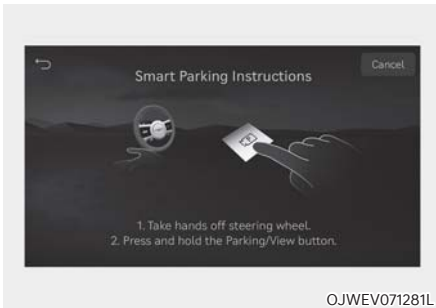 Cancel
Smart Parking Instructions
1. Take hands off steering wheel.
2. Press and hold the Parking/View button.
OJWEV071281L